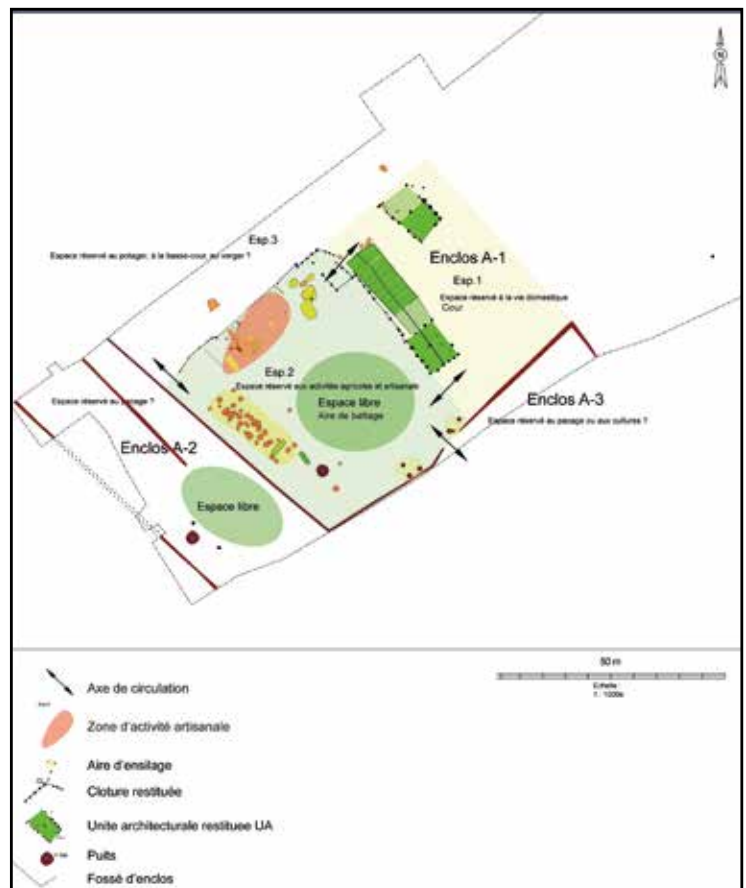 N
Esp.3
Espace réservé au potager, à la basse-cour, au verger ?
Enclos A-1
Esp.1
Espace réservé à la vie domestique
Cour
Esp.2
Espace réservé aux activités agricoles et artisanale
Espace libre
Aire de battage
Enclos A-3
Espace réservé au pacage ou aux cultures ?
Espace réservé au pacage ?
Enclos A-2
Espace libre
50 m
Echelle :
1 : 1000e
Axe de circulation
Zone d'activité artisanale
Aire d'ensilage
Cloture restituée
Unite architecturale restituee UA
Puits
Fossé d'enclos